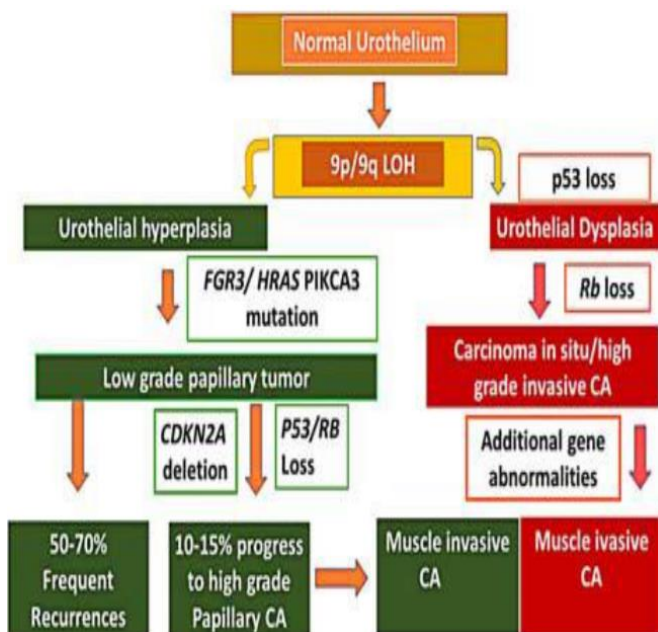 Normal Urothelium
9p/9q LOH
p53 loss
Urothelial hyperplasia
Urothelial Dysplasia
FGR3/ HRAS PIKCA3
mutation
Rb loss
Low grade papillary tumor
Carcinoma in situ/high
grade invasive CA
CDKN2A
deletion
P53/RB
Loss
Additional gene
abnormalities
50-70%
Frequent
Recurrences
10-15% progress
to high grade
Papillary CA
Muscle invasive
CA
Muscle ivasive
CA